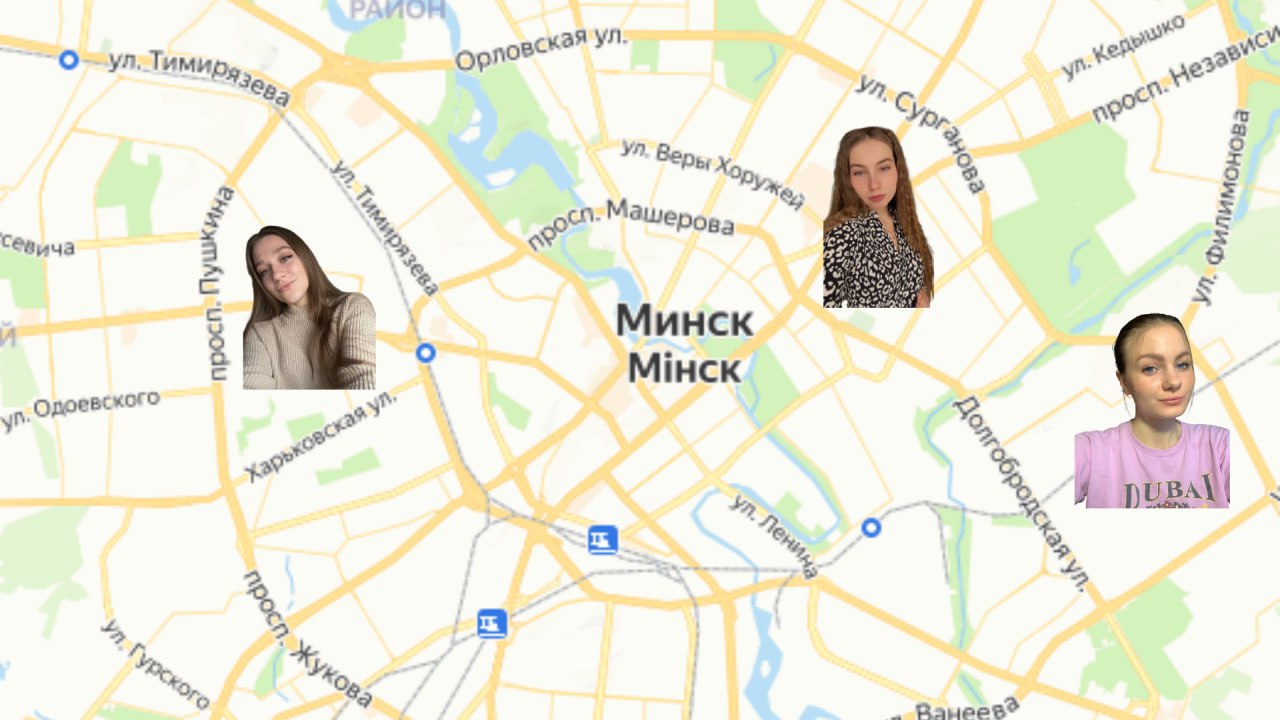 РАЙОН
Орловская ул.
ул. Кедышко
ул. Тимирязева
просп. Независи
ул. Сурганова
ул. Веры Хоружей
ул. Филимонова
ул. Тимирязева
просп. Машерова
усевича
просп. Пушкина
Й
Минск
Мінск
ул. Одоевского
Харьковская ул.
Долгобродская ул.
DUBAI
ул. Ленина
просп. Жукова
ул. Гурского
ул. Ванеева